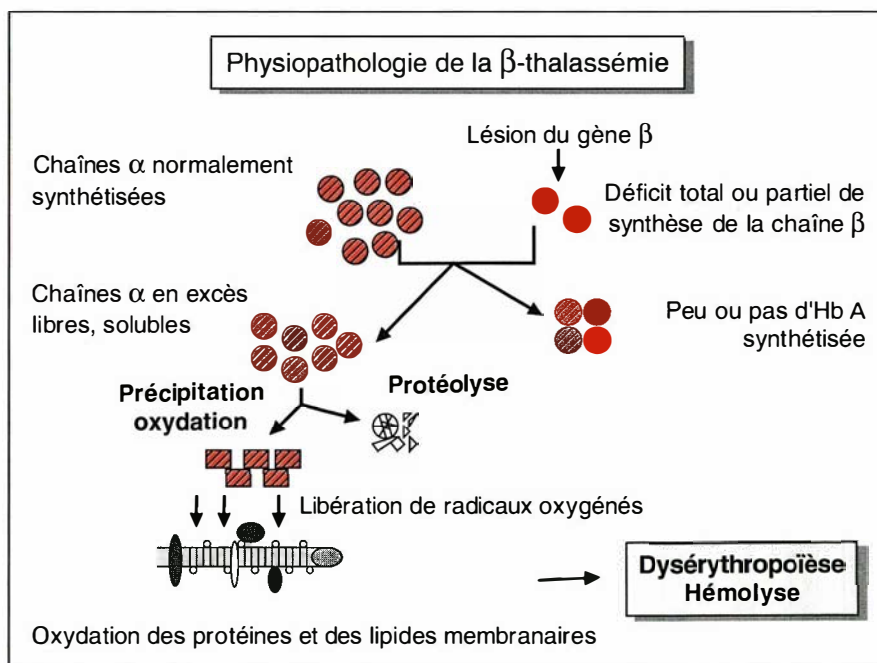 Physiopathologie de la β-thalassémie
Lésion du gène β
Chaînes α normalement
synthétisées
Déficit total ou partiel de
synthèse de la chaîne β
Chaînes α en excès
libres, solubles
Peu ou pas d'Hb A
synthétisée
Précipitation
oxydation
Protéolyse
Libération de radicaux oxygénés
Dysérythropoïèse
Hémolyse
Oxydation des protéines et des lipides membranaires